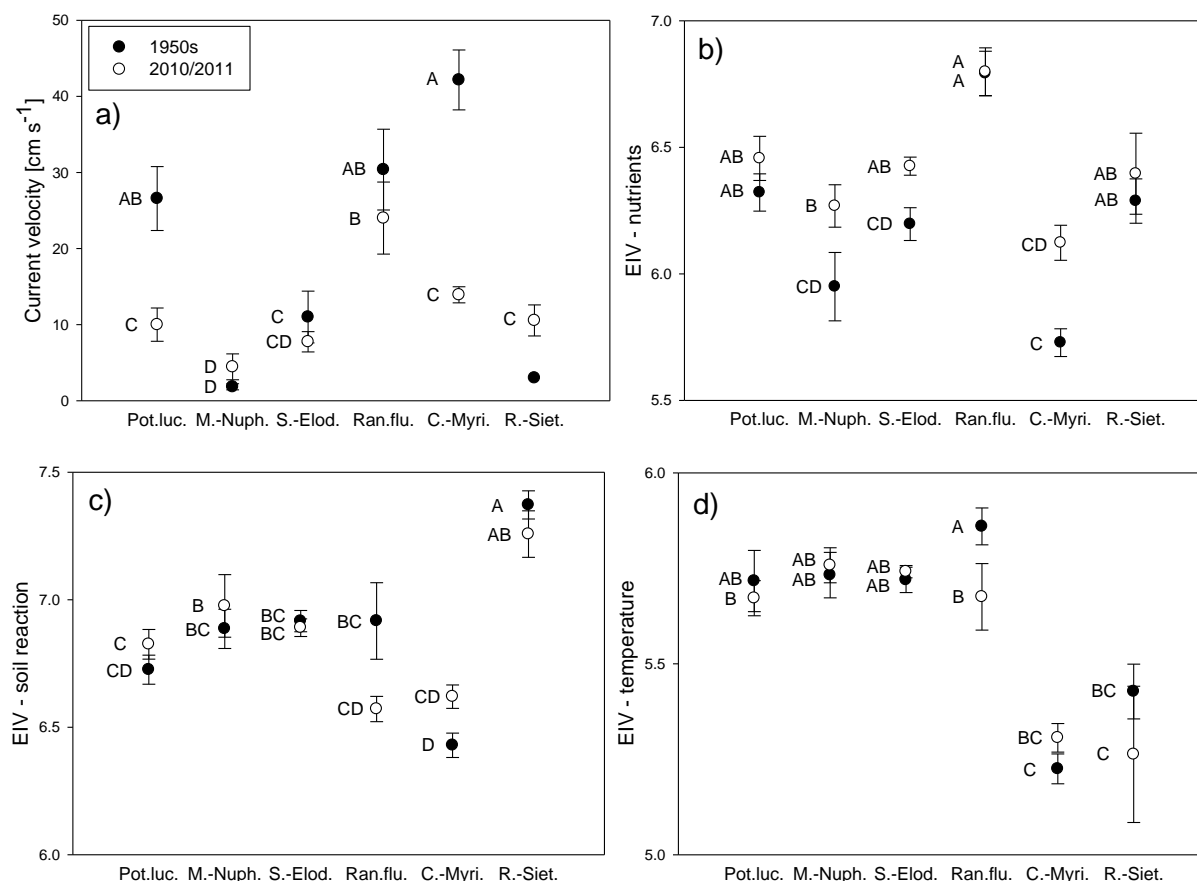 a)
1950s
2010/2011
Current velocity [cm s⁻¹]
50
40
30
20
10
0
AB
C
D
D
C
CD
AB
B
A
C
C
Pot.luc. M.-Nuph. S.-Elod. Ran.flu. C.-Myri. R.-Siet.
b)
EIV - nutrients
7.0
6.5
6.0
5.5
AB
AB
B
CD
AB
CD
A
A
CD
C
AB
AB
Pot.luc. M.-Nuph. S.-Elod. Ran.flu. C.-Myri. R.-Siet.
c)
EIV - soil reaction
7.5
7.0
6.5
6.0
C
CD
B
BC
BC
BC
BC
CD
CD
D
A
AB
Pot.luc. M.-Nuph. S.-Elod. Ran.flu. C.-Myri. R.-Siet.
d)
EIV - temperature
6.0
5.5
5.0
AB
B
AB
AB
AB
AB
A
B
BC
C
BC
C
Pot.luc. M.-Nuph. S.-Elod. Ran.flu. C.-Myri. R.-Siet.